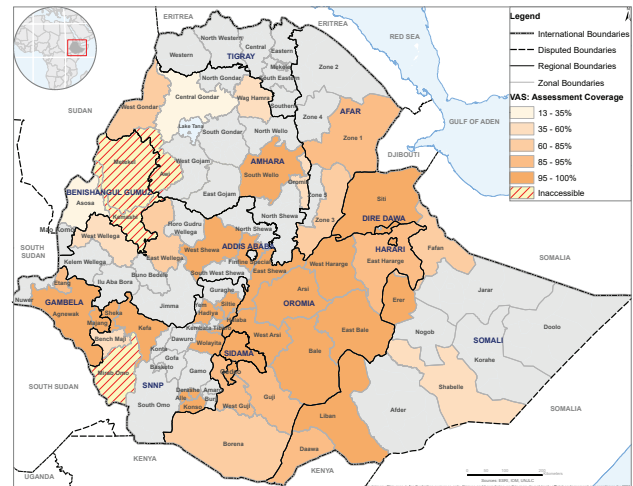 ERITREA
ERITREA
RED SEA
North Western
Western
Central
Eastern
TIGRAY
Mekele
South Eastern
Southern
Zone 2
SUDAN
North Gondar
Central Gondar
Wag Hamra
West Gondar
Lake Tana
South Gondar
North Wello
Zone 4
AFAR
Zone 1
GULF OF ADEN
DJIBOUTI
Metekel
Awi
West Gojam
AMHARA
South Wello
Oromia
East Gojam
BENISHANGUL GUMUZ
Asosa
Kamashi
Mao Komo
Zone 5
Zone 3
North Shewa
Siti
DIRE DAWA
SOUTH
SUDAN
West Wellega
Horo Gudru
Wellega
North Shewa
ADDIS ABABA
West Shewa
Finfine Special
East Wellega
Kelem Wellega
Buno Bedele
South West Shewa
East Shewa
HARARI
West Hararge
East Hararge
Fafan
SOMALIA
Ilu Aba Bora
Nuwer
Etang
GAMBELA
Agnewak
Majang
Sheka
Kefa
Jimma
Guraghe
Yem
Siltie
Hadiya
Halaba
Kembata Tibaro
Arsi
OROMIA
Erer
Jarar
Doolo
Nogob
SOMALI
Korahe
Bench Maji
Mirab Omo
Konta
Dawuro
Wolayita
SIDAMA
West Arsi
Bale
East Bale
Gofa
Basketo
Gamo
Gedeo
SOUTH SUDAN
SNNP
South Omo
Derashe
Amaro
Ale
Burji
Konso
West Guji
Guji
Liban
Afder
Shabelle
SOMALIA
Borena
Daawa
KENYA
KENYA
UGANDA
Legend
International Boundaries
Disputed Boundaries
Regional Boundaries
Zonal Boundaries
VAS: Assessment Coverage
13 - 35%
35 - 60%
60 - 85%
85 - 95%
95 - 100%
Inaccessible